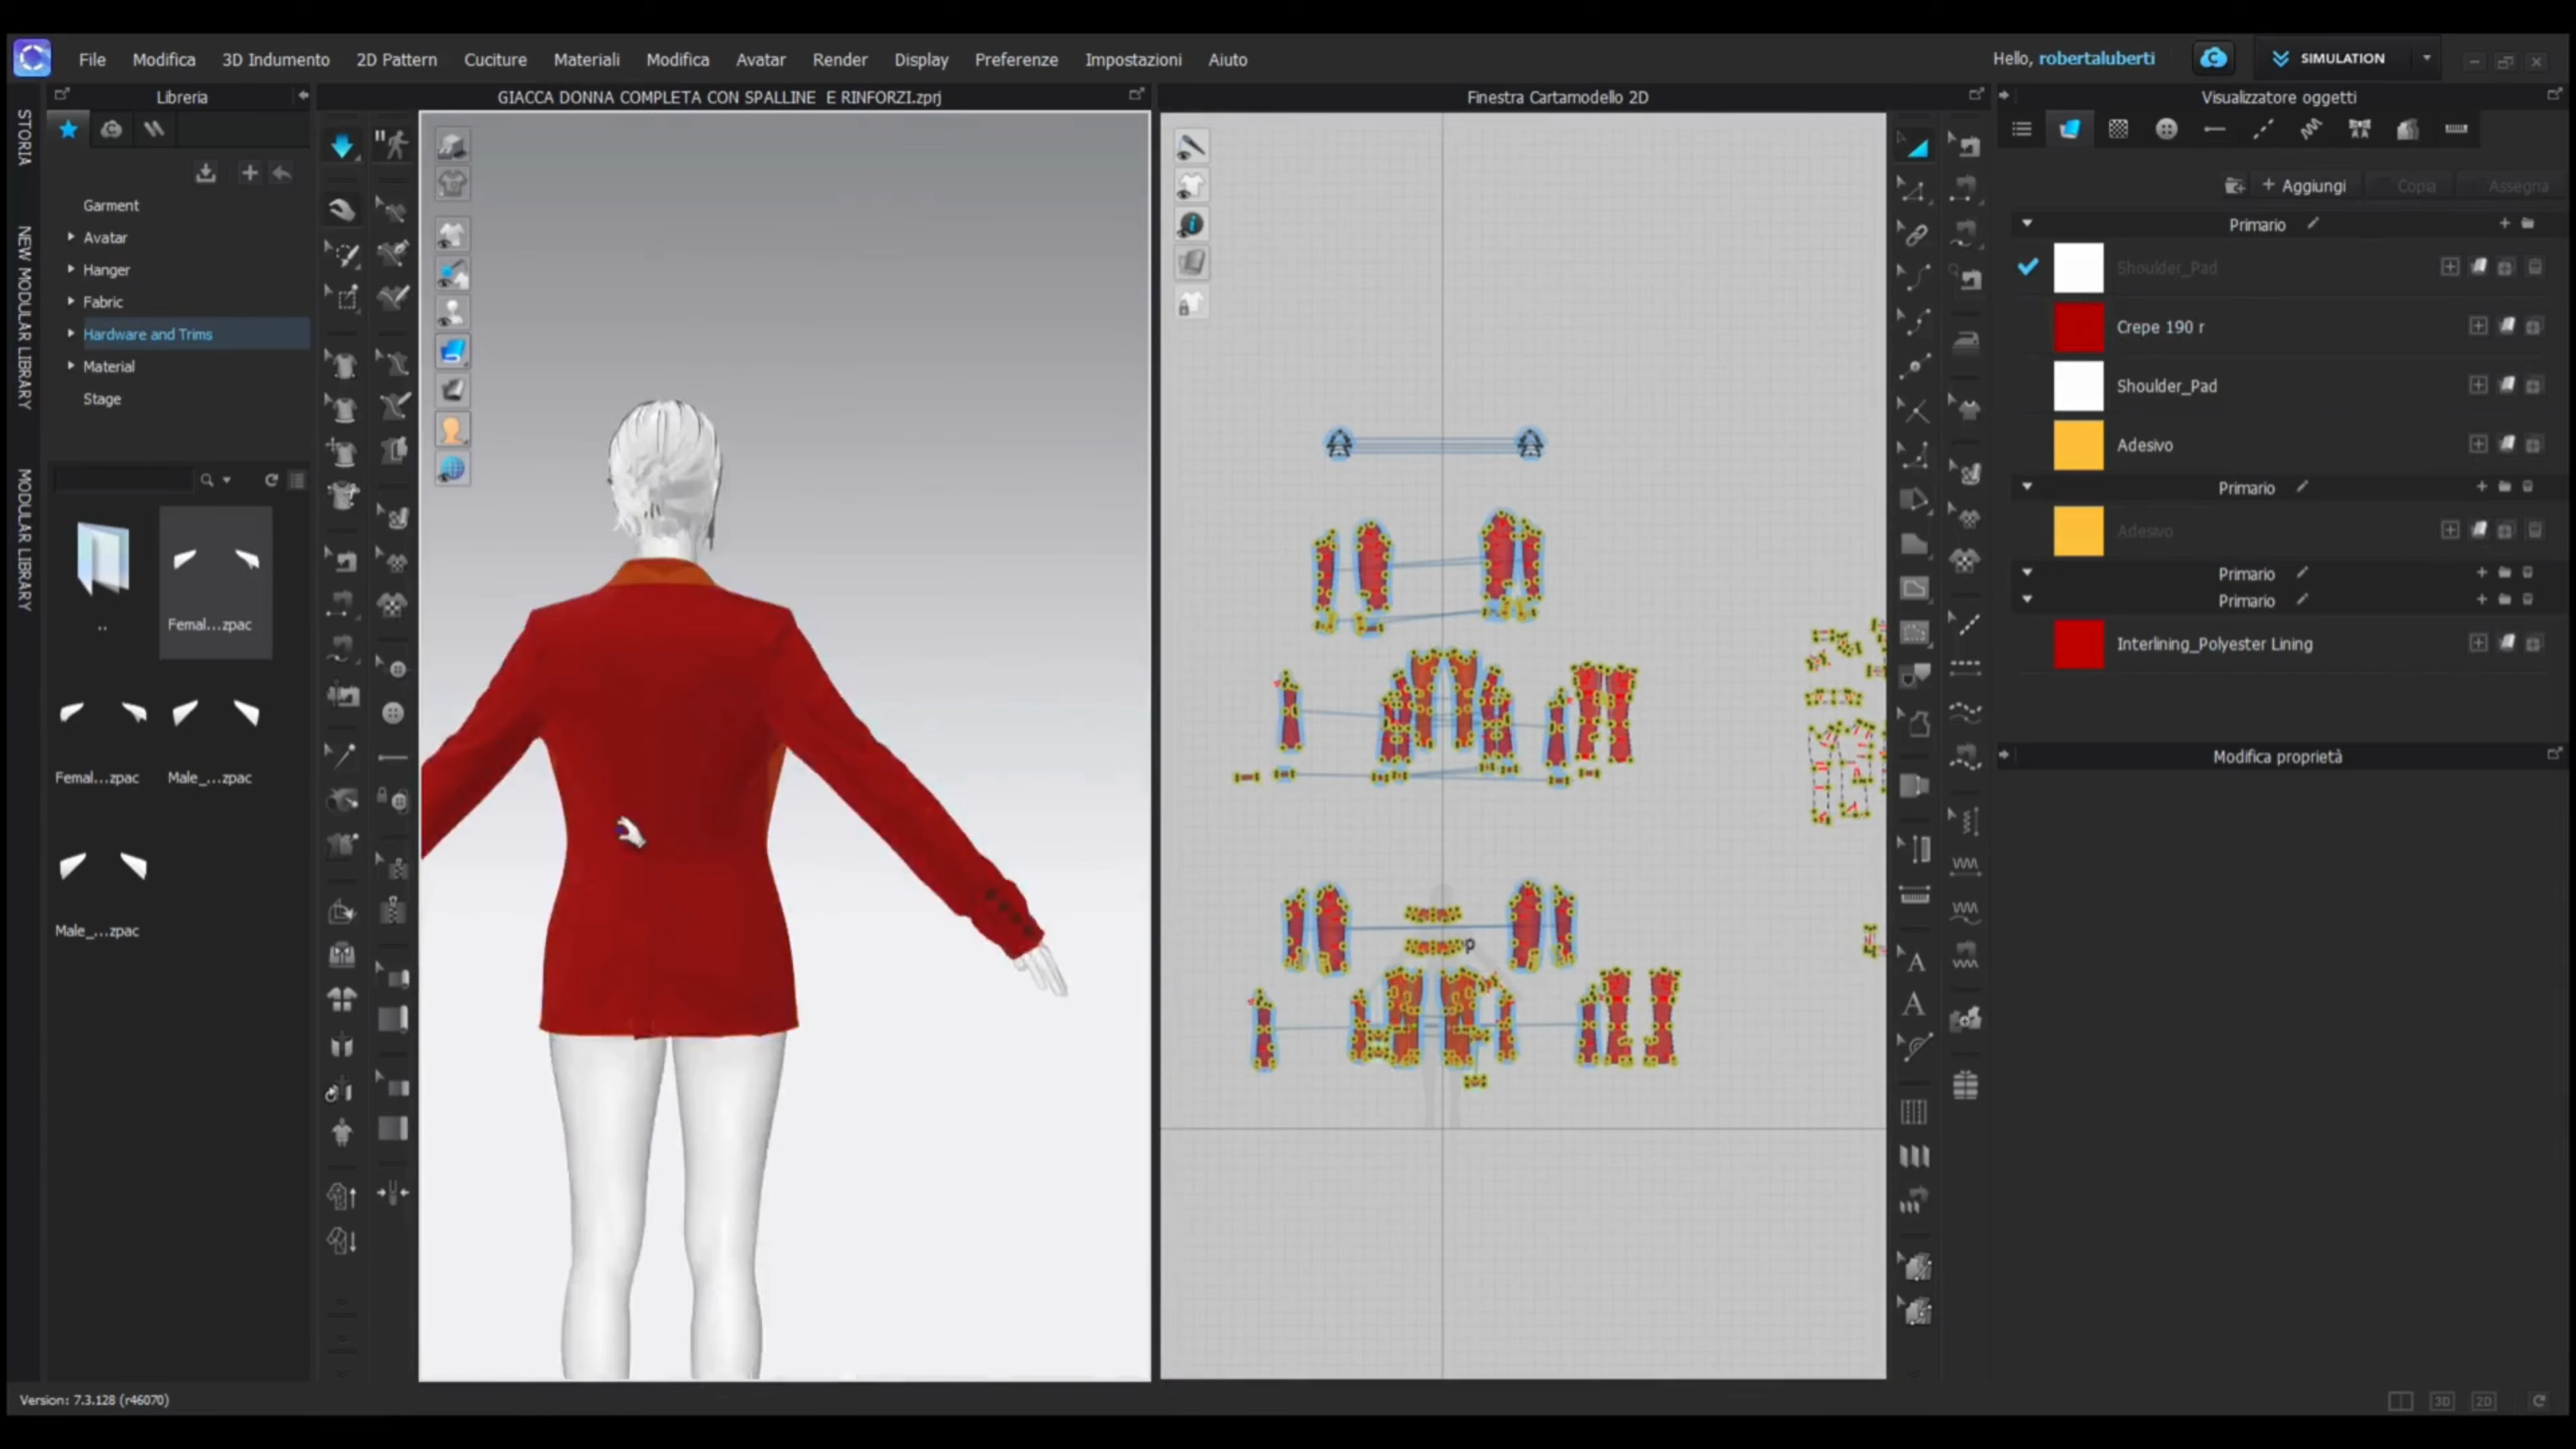 File Modifica 3D Indumento 2D Pattern Cuciture Materiali Modifica Avatar Render Display Preferenze Impostazioni Aiuto
Hello, robertaluberti
SIMULATION
Libreria
GIACCA DONNA COMPLETA CON SPALLINE E RINFORZI.zprj
Finestra Cartamodello 2D
Visualizzatore oggetti
STORIA
NEW MODULAR LIBRARY
MODULAR LIBRARY
Garment
Avatar
Hanger
Fabric
Hardware and Trims
Material
Stage
..
Femal...zpac
Femal...zpac
Male_...zpac
Male_...zpac
p
+ Aggiungi
Copia
Assegna
Primario
Shoulder_Pad
Crepe 190 r
Shoulder_Pad
Adesivo
Primario
Adesivo
Primario
Primario
Interlining_Polyester Lining
Modifica proprietà
Version: 7.3.128 (r46070)
3D
2D